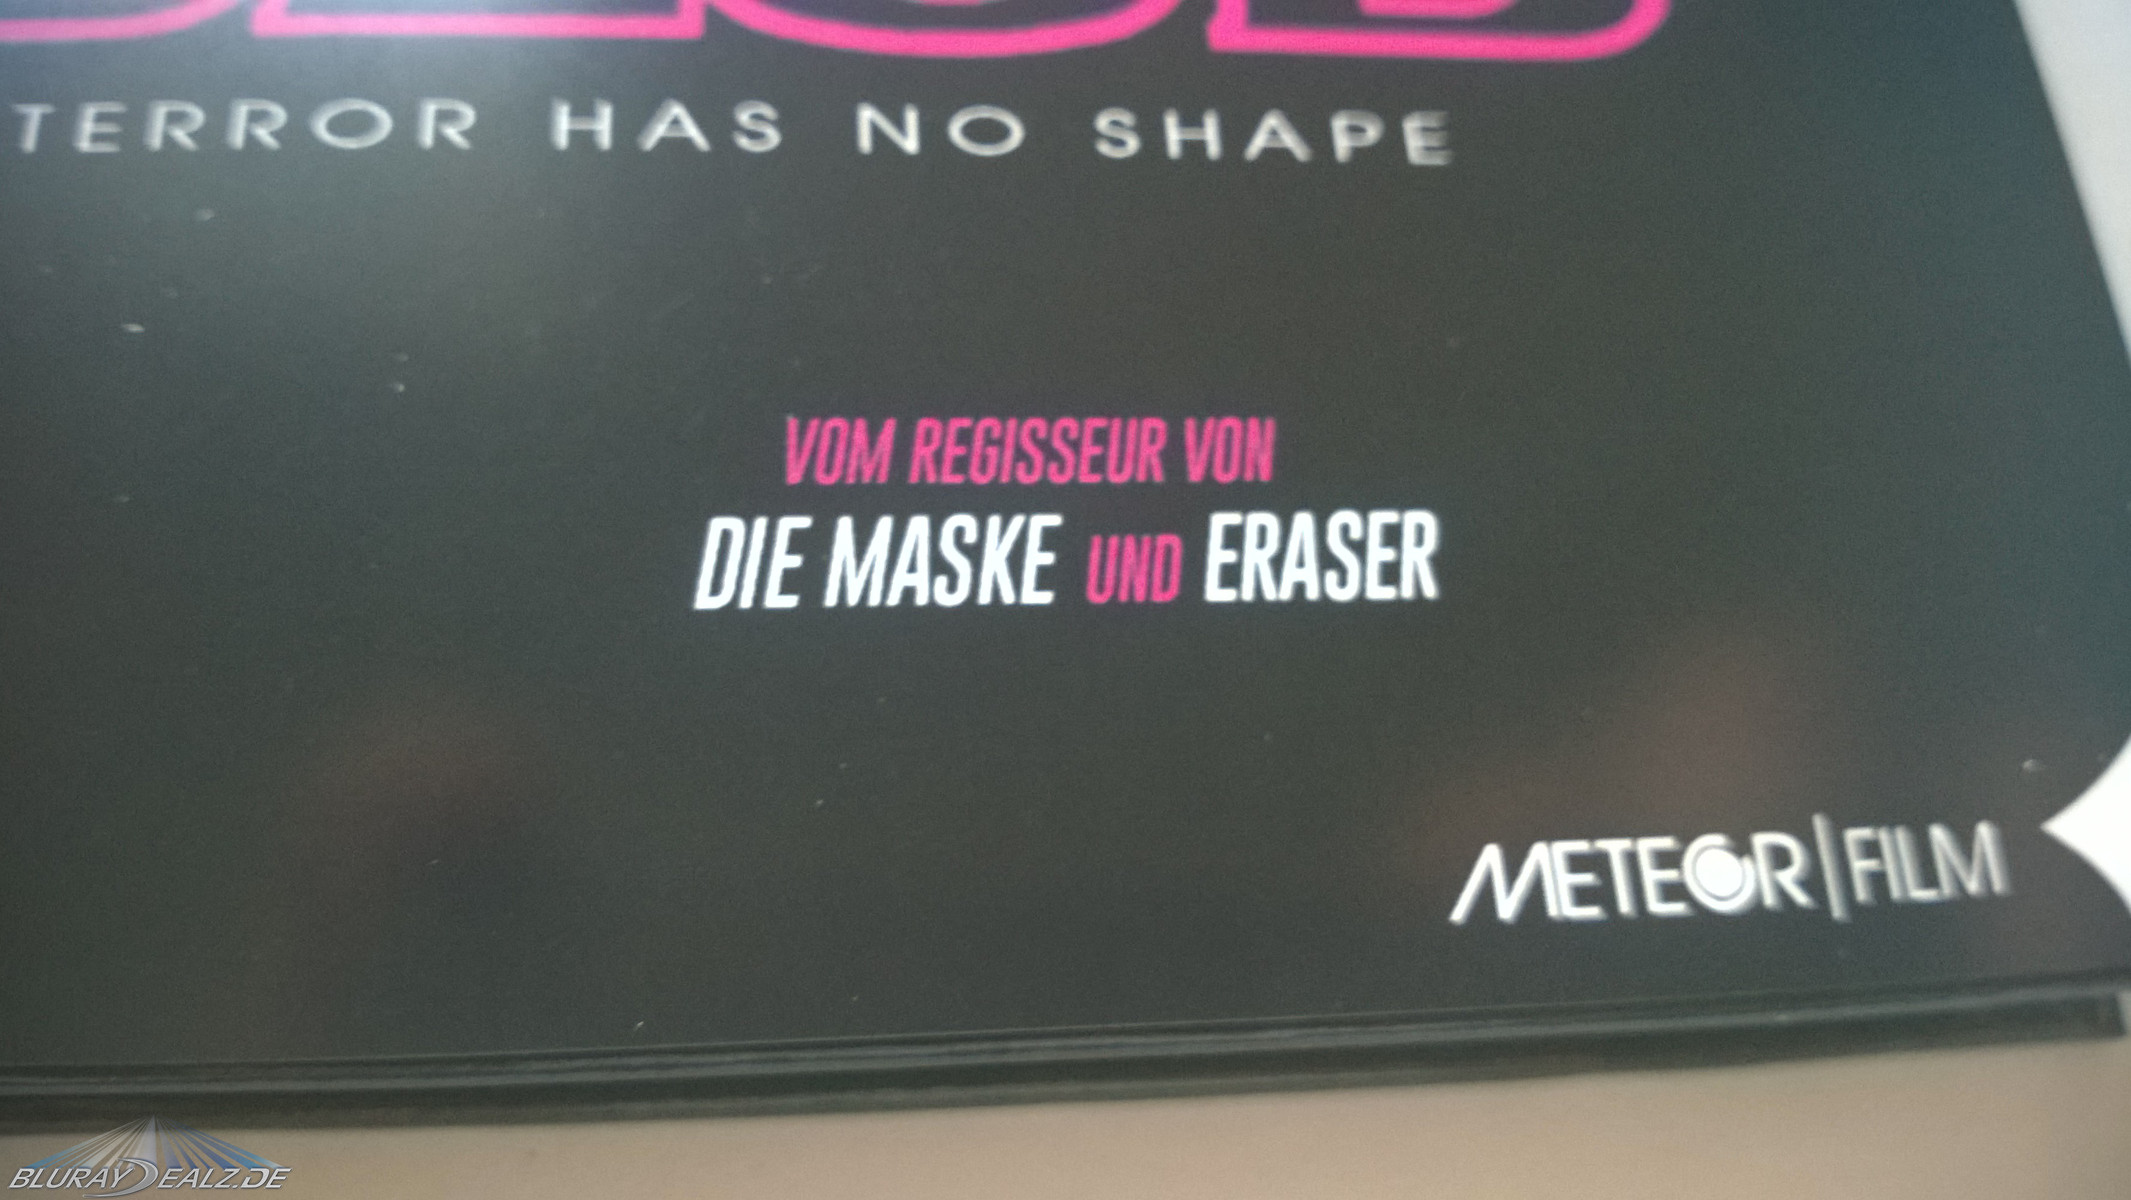 TERROR HAS NO SHAPE
VOM REGISSEUR VON
DIE MASKE UND ERASER
METEOR|FILM
BLURAYDEALZ.DE